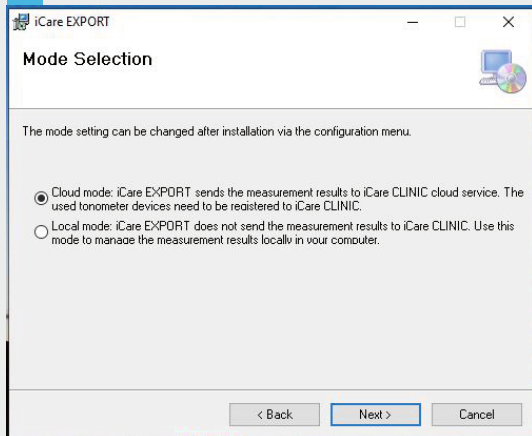 iCare EXPORT
Mode Selection
The mode setting can be changed after installation via the configuration menu.
Cloud mode: iCare EXPORT sends the measurement results to iCare CLINIC cloud service. The
used tonometer devices need to be registered to iCare CLINIC.
Local mode: iCare EXPORT does not send the measurement results to iCare CLINIC. Use this
mode to manage the measurement results locally in your computer.
< Back
Next >
Cancel